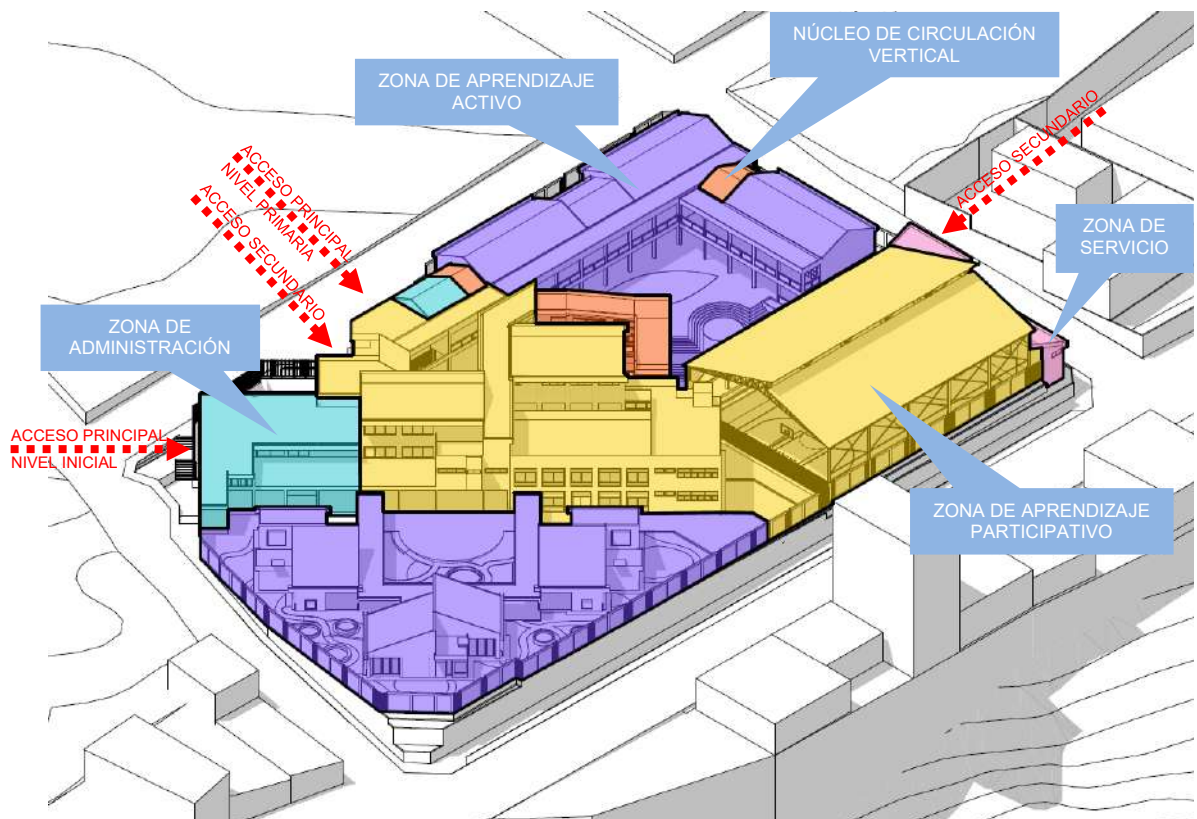 NÚCLEO DE CIRCULACIÓN
VERTICAL
ZONA DE APRENDIZAJE
ACTIVO
ACCESO SECUNDARIO
ACCESO PRINCIPAL
NIVEL PRIMARIA
ACCESO SECUNDARIO
ZONA DE
SERVICIO
ZONA DE
ADMINISTRACIÓN
ACCESO PRINCIPAL
NIVEL INICIAL
ZONA DE APRENDIZAJE
PARTICIPATIVO